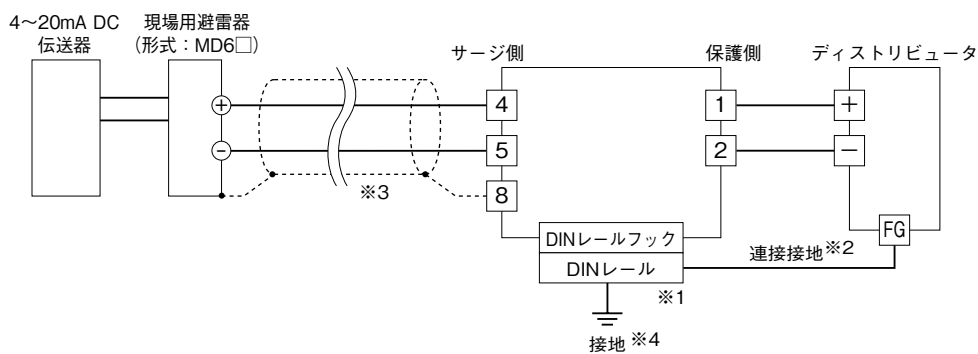 4~20mA DC
伝送器
現場用避雷器
(形式:MD6□)
サージ側
保護側
ディストリビュータ
+
-
4
5
8
1
2
+
-
※3
DINレールフック
DINレール
※1
FG
連接接地※2
接地※4